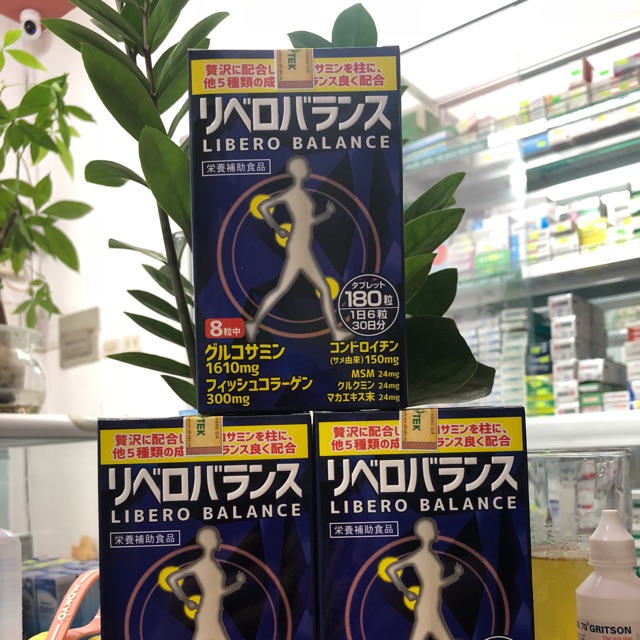 贅沢に配合し サミンを柱に、
他5種類の成 ランス良く配合
TEK
リベロバランス
LIBERO BALANCE
栄養補助食品
タブレット
180粒
1日6粒
30日分
8粒中
グルコサミン
1610mg
フィッシュコラーゲン
300mg
コンドロイチン
(サメ由来)150mg
MSM 24mg
クルクミン 24mg
マカエキス末 24mg
贅沢に配合し サミンを柱に、
他5種類の成 ランス良く配合
TEK
リベロバランス
LIBERO BALANCE
栄養補助食品
贅沢に配合し サミンを柱に、
他5種類の成 ランス良く配合
TEK
リベロバランス
LIBERO BALANCE
栄養補助食品
70° GRITSON